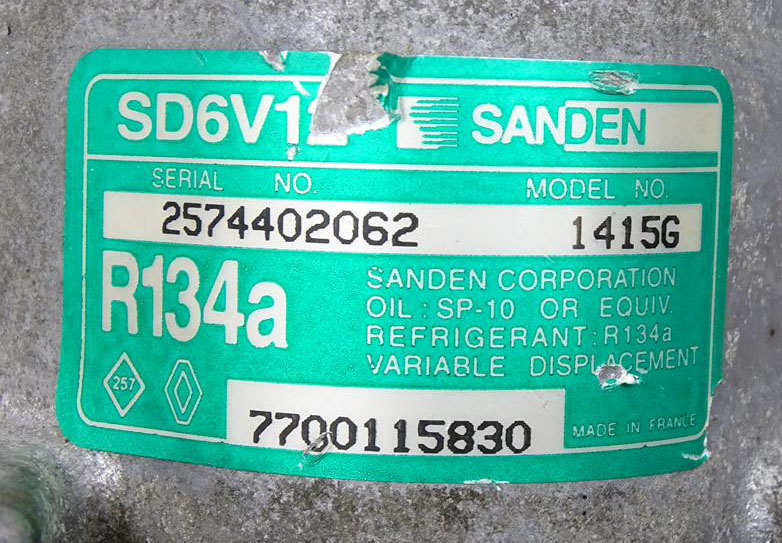 SD6V12 SANDEN
SERIAL NO. MODEL NO.
2574402062 1415G
R134a
SANDEN CORPORATION
OIL : SP-10 OR EQUIV.
REFRIGERANT : R134a
VARIABLE DISPLACEMENT
257
7700115830
MADE IN FRANCE